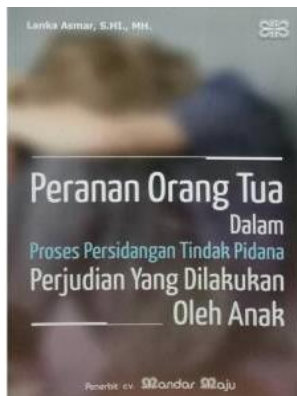 Lanka Asmar, S.HI., MH.
Peranan Orang Tua
Dalam
Proses Persidangan Tindak Pidana
Perjudian Yang Dilakukan
Oleh Anak
Penerbit cv. Mandar Maju